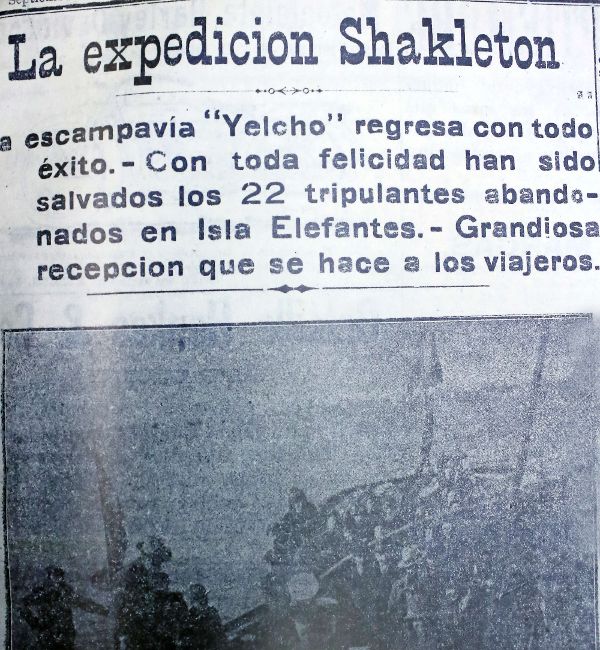 La expedicion Shakleton
a escampavía "Yelcho" regresa con todo
éxito.- Con toda felicidad han sido
salvados los 22 tripulantes abando-
nados en Isla Elefantes.- Grandiosa
recepcion que se hace a los viajeros.